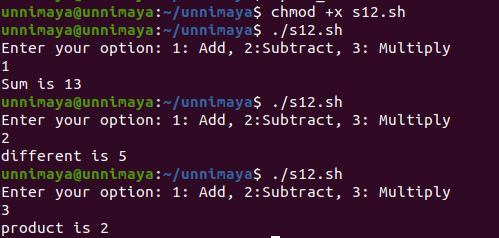 unnimaya@unnimaya:~/unnimaya$ chmod +x s12.sh
unnimaya@unnimaya:~/unnimaya$ ./s12.sh
Enter your option: 1: Add, 2:Subtract, 3: Multiply
1
Sum is 13
unnimaya@unnimaya:~/unnimaya$ ./s12.sh
Enter your option: 1: Add, 2:Subtract, 3: Multiply
2
different is 5
unnimaya@unnimaya:~/unnimaya$ ./s12.sh
Enter your option: 1: Add, 2:Subtract, 3: Multiply
3
product is 2